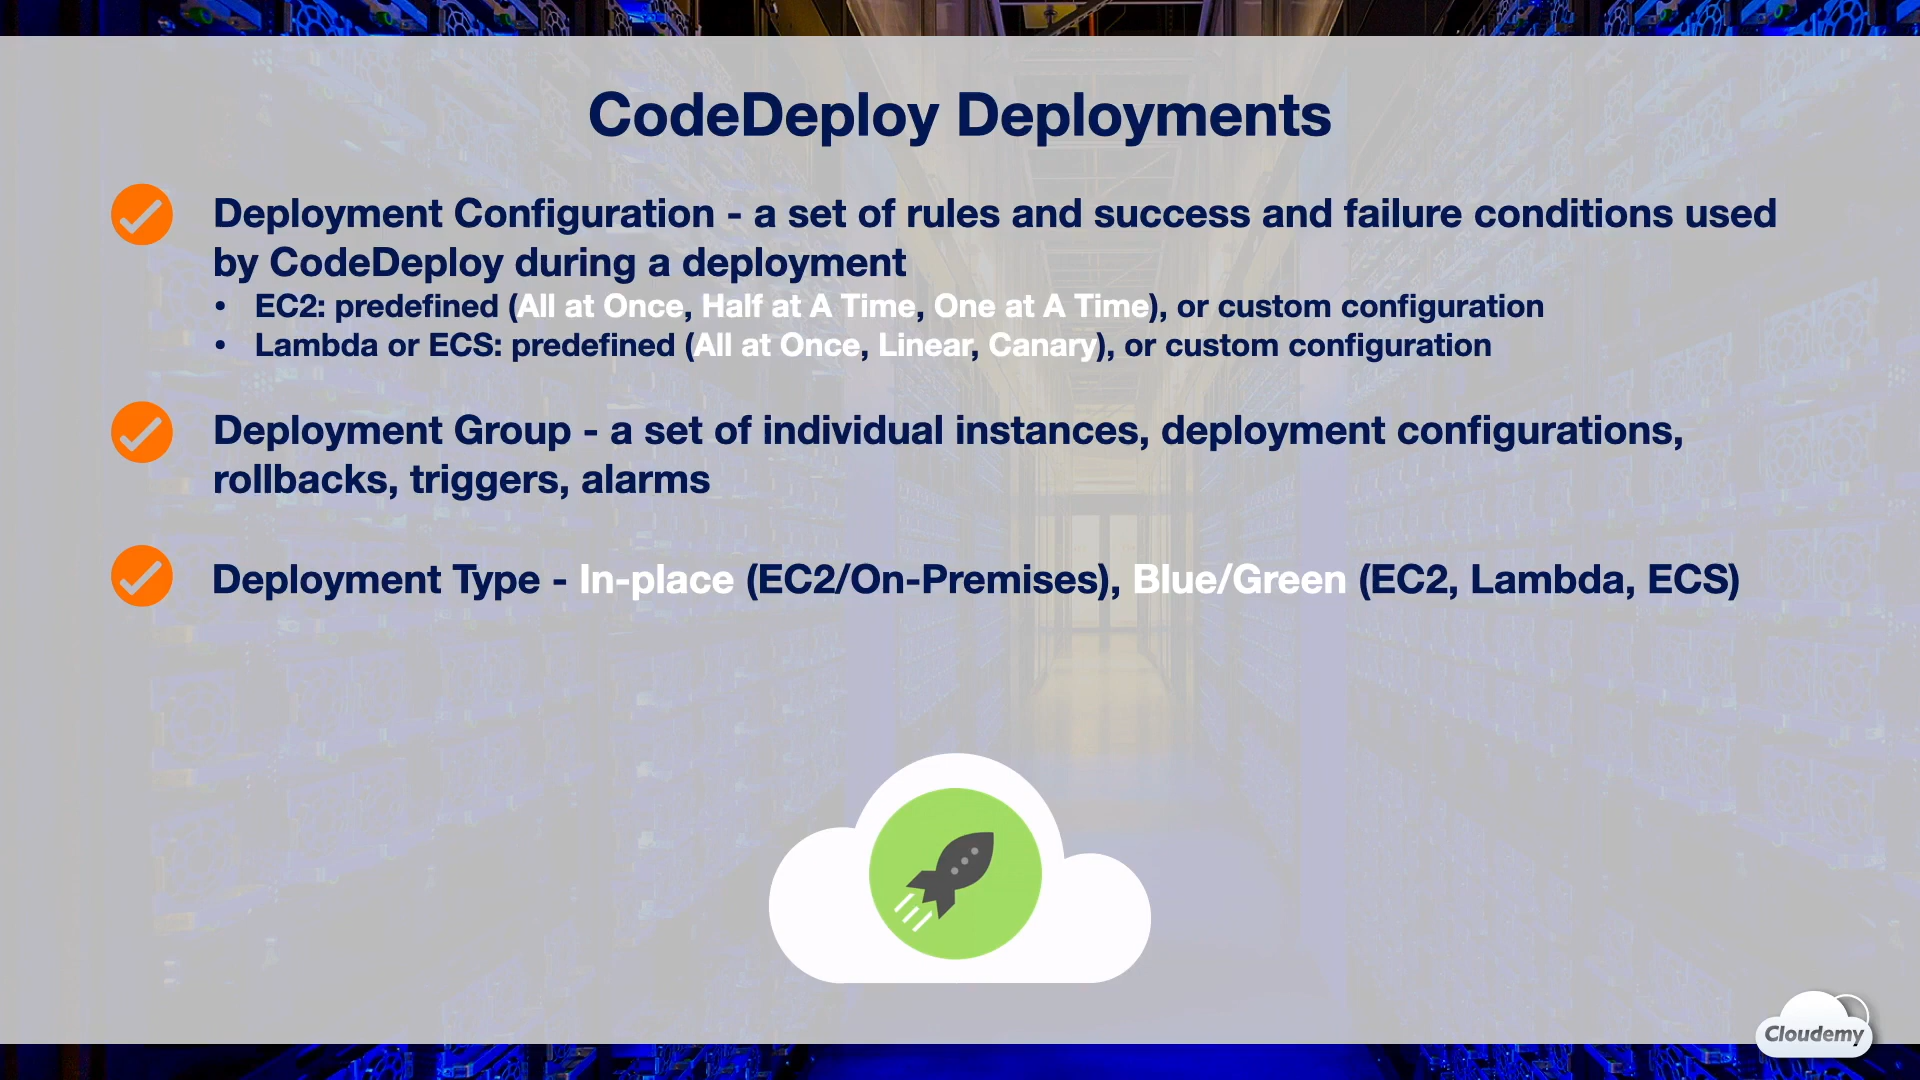 CodeDeploy Deployments
Deployment Configuration - a set of rules and success and failure conditions used
by CodeDeploy during a deployment
• EC2: predefined (All at Once, Half at A Time, One at A Time), or custom configuration
• Lambda or ECS: predefined (All at Once, Linear, Canary), or custom configuration
Deployment Group - a set of individual instances, deployment configurations,
rollbacks, triggers, alarms
Deployment Type - In-place (EC2/On-Premises), Blue/Green (EC2, Lambda, ECS)
Cloudemy